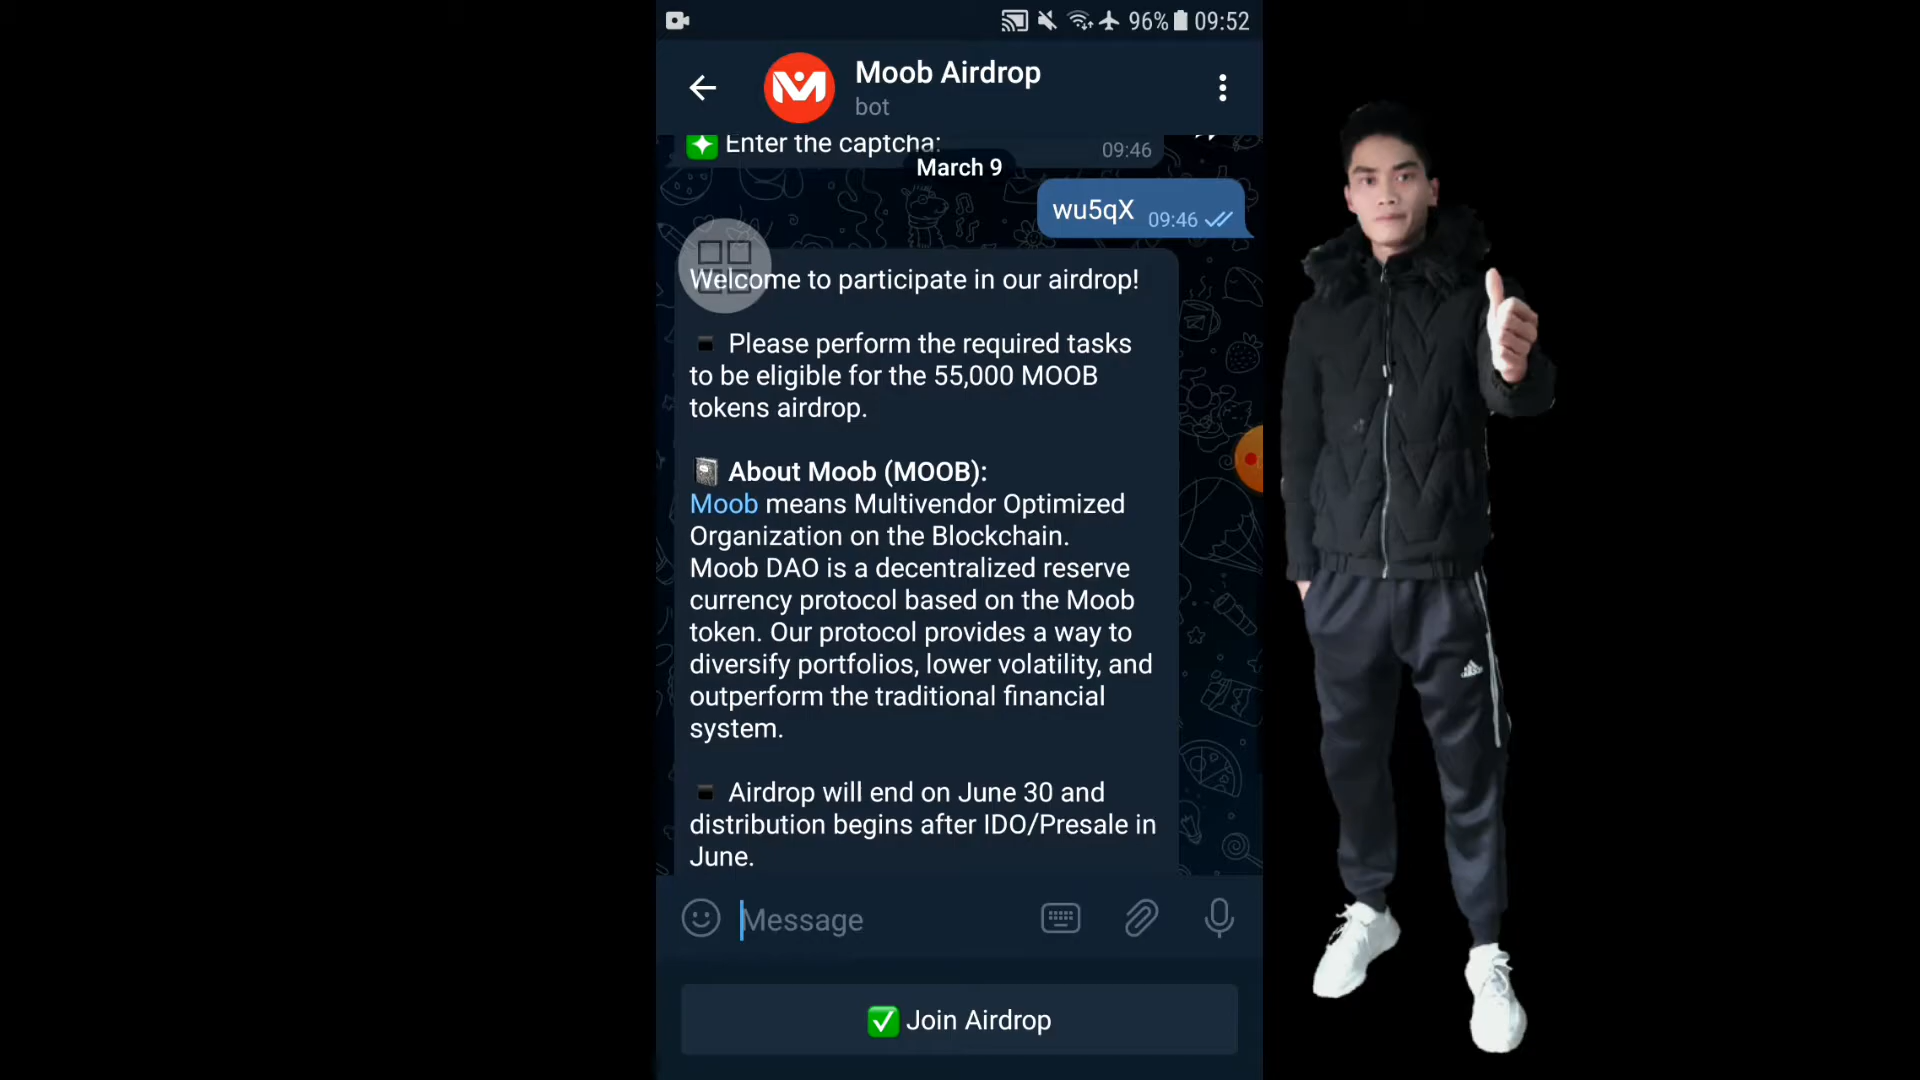 96% 09:52
Moob Airdrop
bot
Enter the captcha:
09:46
March 9
wu5qX 09:46
Welcome to participate in our airdrop!
Please perform the required tasks
to be eligible for the 55,000 MOOB
tokens airdrop.
About Moob (MOOB):
Moob means Multivendor Optimized
Organization on the Blockchain.
Moob DAO is a decentralized reserve
currency protocol based on the Moob
token. Our protocol provides a way to
diversify portfolios, lower volatility, and
outperform the traditional financial
system.
Airdrop will end on June 30 and
distribution begins after IDO/Presale in
June.
Message
Join Airdrop